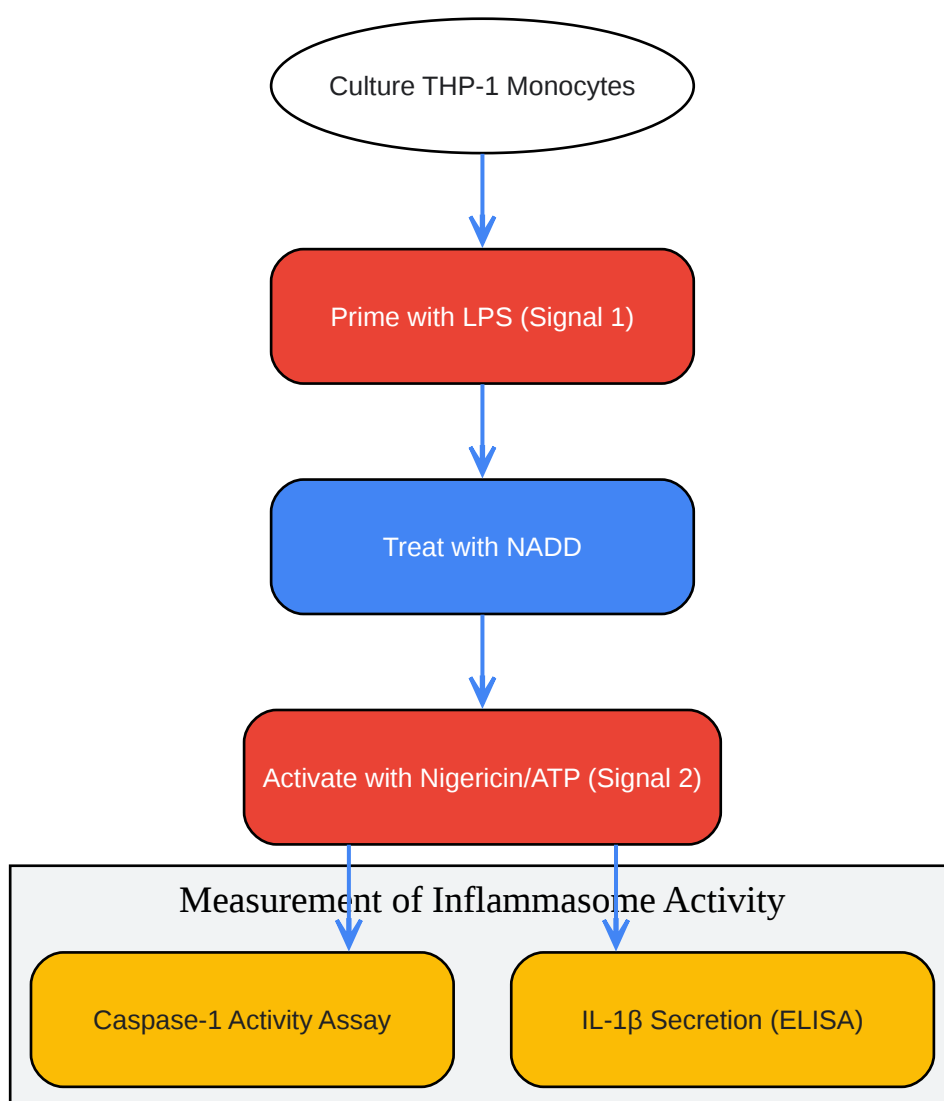 Culture THP-1 Monocytes
Prime with LPS (Signal 1)
Treat with NADD
Activate with Nigericin/ATP (Signal 2)
Measurement of Inflammasome Activity
Caspase-1 Activity Assay
IL-1β Secretion (ELISA)